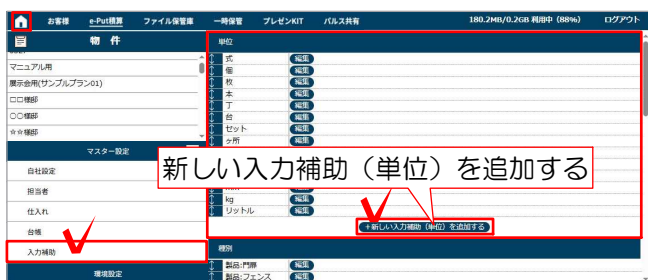 お客様 e-Put積算 ファイル保管庫 一時保管 プレゼンKIT パルス共有 180.2MB/0.2GB 利用中（88%） ログアウト
物 件
マニュアル用
展示会用(サンプルプラン01)
□□様邸
○○様邸
☆☆様邸
マスター設定
自社設定
担当者
仕入れ
台帳
入力補助
環境設定
単位
式 編集
個 編集
枚 編集
本 編集
丁 編集
台 編集
セット 編集
ヶ所 編集
新しい入力補助（単位）を追加する
kg 編集
リットル 編集
+新しい入力補助（単位）を追加する
種別
製品:門扉 編集
製品:フェンス 編集